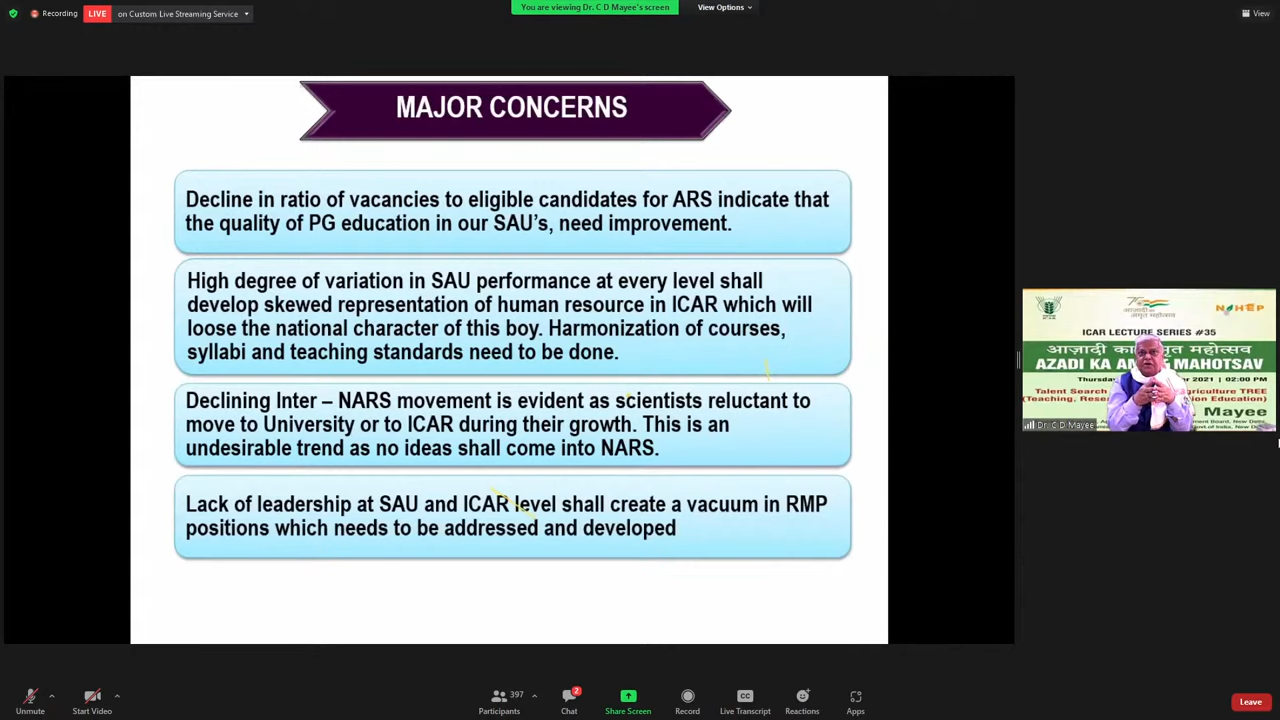 Recording
LIVE
on Custom Live Streaming Service
You are viewing Dr. C D Mayee's screen
View Options
View
MAJOR CONCERNS
Decline in ratio of vacancies to eligible candidates for ARS indicate that
the quality of PG education in our SAU's, need improvement.
High degree of variation in SAU performance at every level shall
develop skewed representation of human resource in ICAR which will
loose the national character of this boy. Harmonization of courses,
syllabi and teaching standards need to be done.
Declining Inter – NARS movement is evident as scientists reluctant to
move to University or to ICAR during their growth. This is an
undesirable trend as no ideas shall come into NARS.
Lack of leadership at SAU and ICAR level shall create a vacuum in RMP
positions which needs to be addressed and developed
ICAR LECTURE SERIES #35
आज़ादी का अमृत महोत्सव
AZADI KA MAHOTSAV
2021 | 02:00 PM
Talent Search griculture TREE
(Teaching, ion Education)
Mayee
Dr. C D Mayee
Unmute
Start Video
397
Participants
2
Chat
Share Screen
Record
CC
Live Transcript
Reactions
Apps
Leave